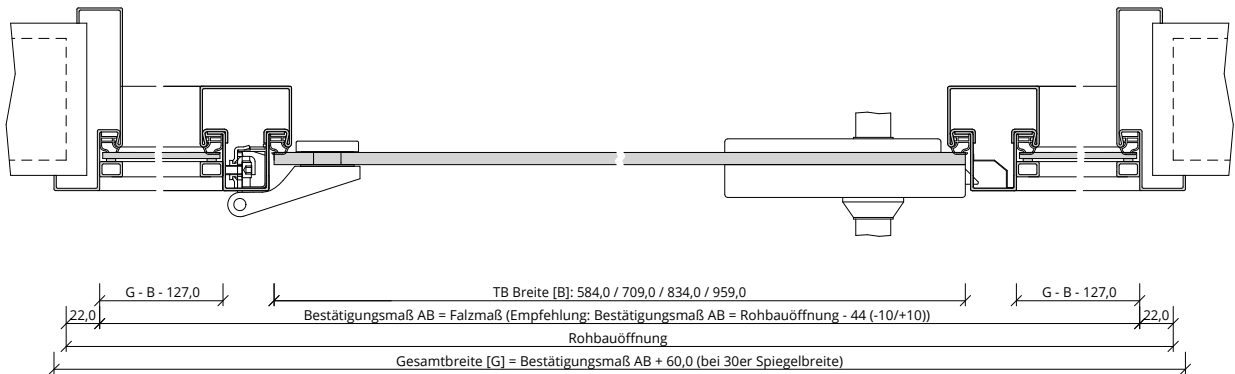 G - B - 127,0
TB Breite [B]: 584,0 / 709,0 / 834,0 / 959,0
G - B - 127,0
22,0
Bestätigungsmaß AB = Falzmaß (Empfehlung: Bestätigungsmaß AB = Rohbauöffnung - 44 (-10/+10))
22,0
Rohbauöffnung
Gesamtbreite [G] = Bestätigungsmaß AB + 60,0 (bei 30er Spiegelbreite)